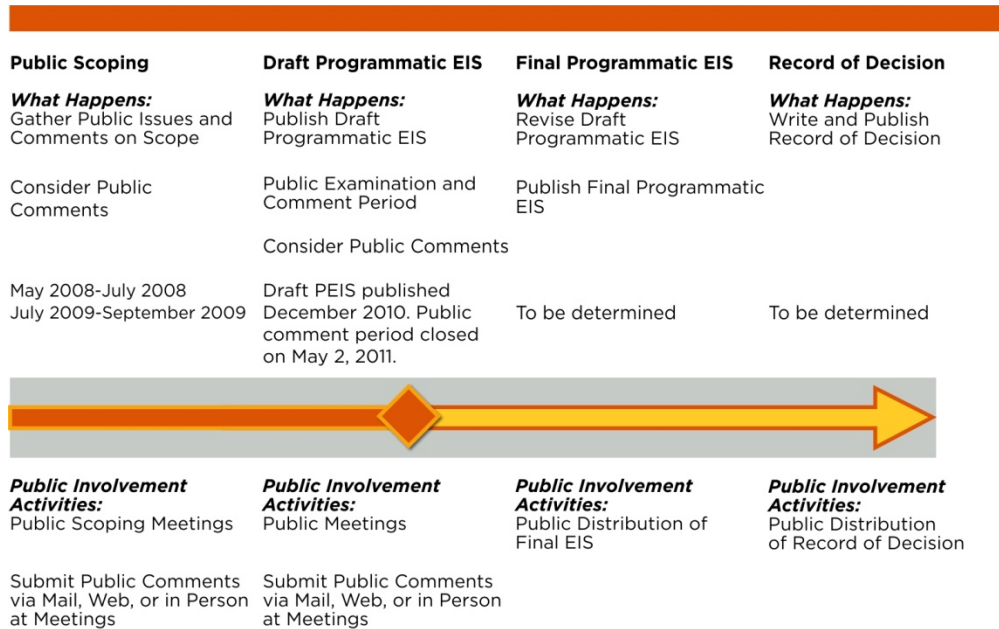 Public Scoping
What Happens:
Gather Public Issues and
Comments on Scope
Consider Public
Comments
May 2008-July 2008
July 2009-September 2009
Draft Programmatic EIS
What Happens:
Publish Draft
Programmatic EIS
Public Examination and
Comment Period
Consider Public Comments
Draft PEIS published
December 2010. Public
comment period closed
on May 2, 2011.
Final Programmatic EIS
What Happens:
Revise Draft
Programmatic EIS
Publish Final Programmatic
EIS
To be determined
Record of Decision
What Happens:
Write and Publish
Record of Decision
To be determined
Public Involvement
Activities:
Public Scoping Meetings
Submit Public Comments
via Mail, Web, or in Person
at Meetings
Public Involvement
Activities:
Public Meetings
Submit Public Comments
via Mail, Web, or in Person
at Meetings
Public Involvement
Activities:
Public Distribution of
Final EIS
Public Involvement
Activities:
Public Distribution
of Record of Decision